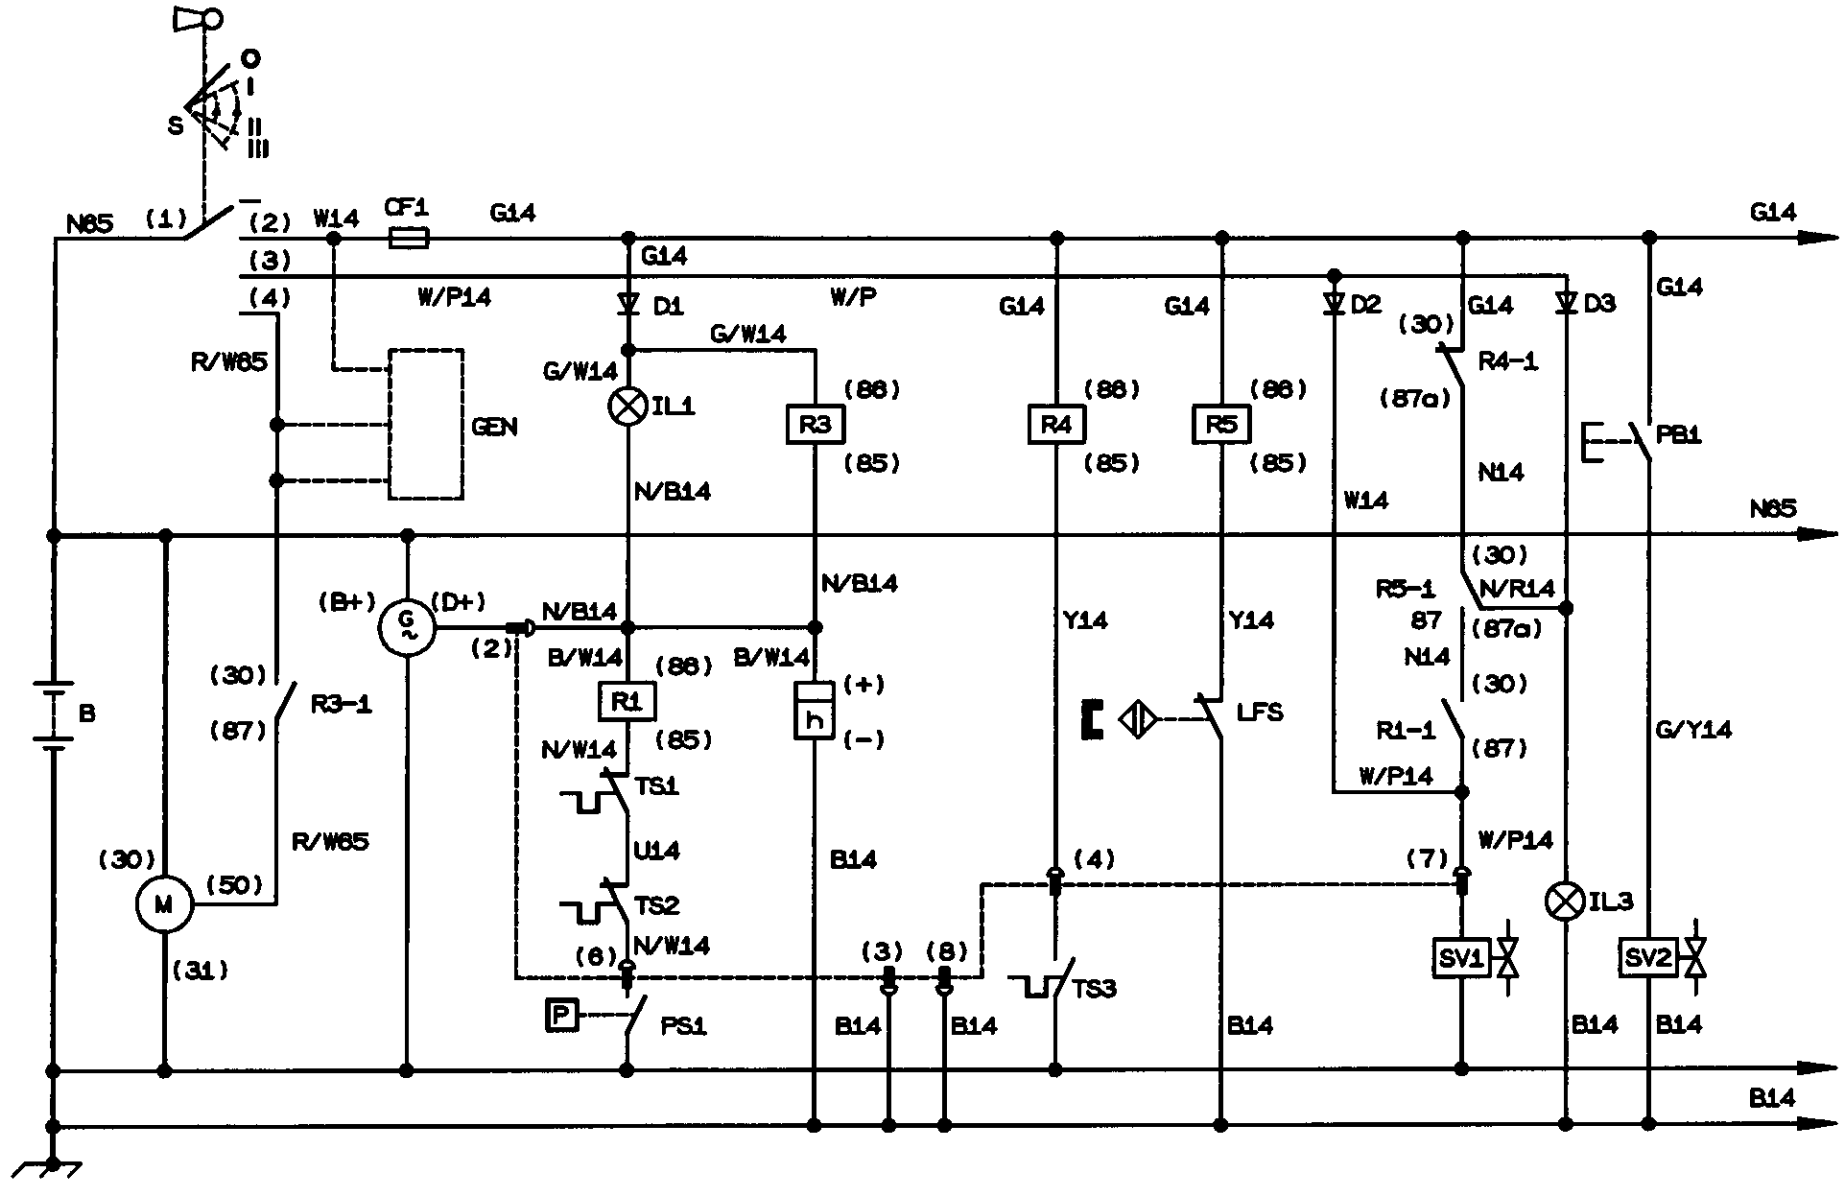 O
I
S
II
III
N65
(1)
(2)
W14
CF1
G14
G14
(3)
G14
(4)
W/P14
W/P
D1
G14
G14
D2
G14
D3
G14
(30)
G/W14
R/W65
G/W14
R4-1
(86)
(86)
(86)
(87a)
IL1
GEN
R3
R4
R5
PB1
(85)
(85)
(85)
N14
N/B14
W14
N65
(30)
N/B14
R5-1
N/R14
(B+)
(D+)
G
~
N/B14
Y14
Y14
87
(87a)
(2)
B/W14
(86)
B/W14
N14
(30)
(30)
(+)
R1
R3-1
B
h
LFS
(87)
R1-1
G/Y14
N/W14
(85)
(-)
(87)
TS1
W/P14
R/W65
U14
B14
W/P14
(30)
(4)
(7)
(50)
M
TS2
IL3
N/W14
(6)
(3)
(8)
SV1
SV2
(31)
TS3
P
PS1
B14
B14
B14
B14
B14
B14